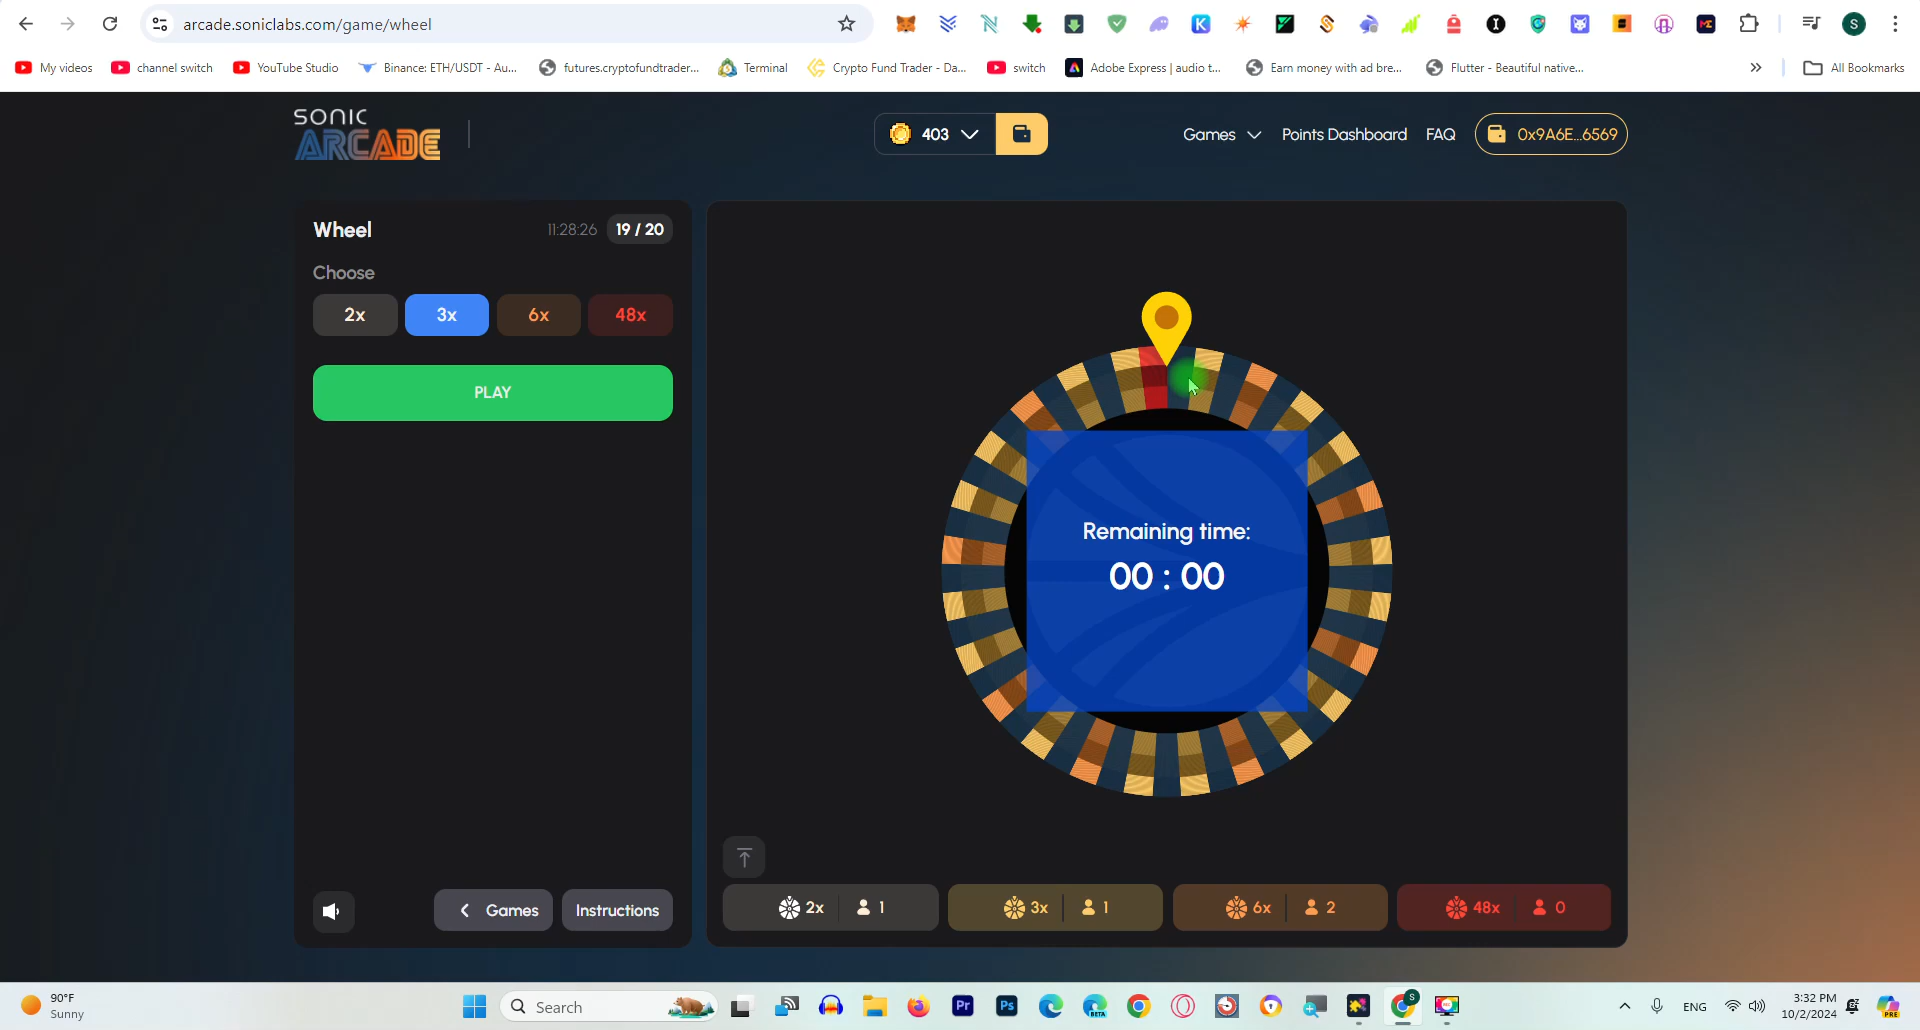 arcade.soniclabs.com/game/wheel
My videos
channel switch
YouTube Studio
Binance: ETH/USDT - Au...
futures.cryptofundtrader...
Terminal
Crypto Fund Trader - Da...
switch
Adobe Express | audio t...
Earn money with ad bre...
Flutter - Beautiful native...
All Bookmarks
SONIC
ARCADE
403
Games
Points Dashboard
FAQ
0x9A6E...6569
Wheel
11:28:26
19 / 20
Choose
2x
3x
6x
48x
PLAY
Remaining time:
00 : 00
Games
Instructions
2x 1
3x 1
6x 2
48x 0
90°F
Sunny
Search
Pr
Ps
BETA
ENG
3:32 PM
10/2/2024
PRE